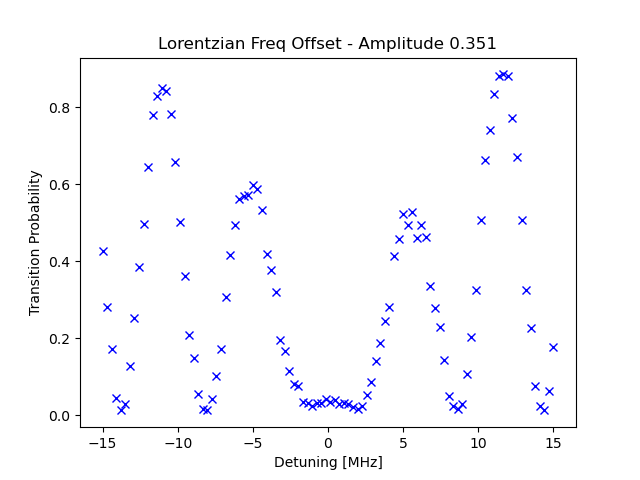 Lorentzian Freq Offset - Amplitude 0.351
Transition Probability
0.8
0.6
0.4
0.2
0.0
−15 −10 −5 0 5 10 15
Detuning [MHz]